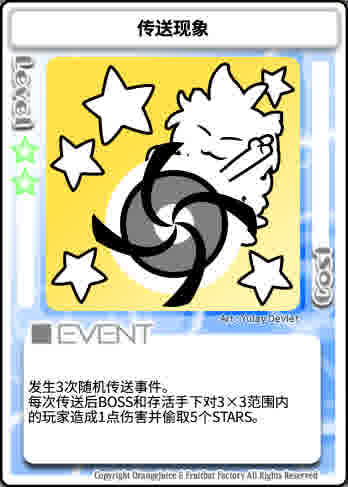 传送现象
Level
Cost
Art: Yulay Devlet
EVENT
发生3次随机传送事件。
每次传送后BOSS和存活手下对3×3范围内
的玩家造成1点伤害并偷取5个STARS。
Copyright OrangeJuice & Fruitbat Factory All Rights Reserved